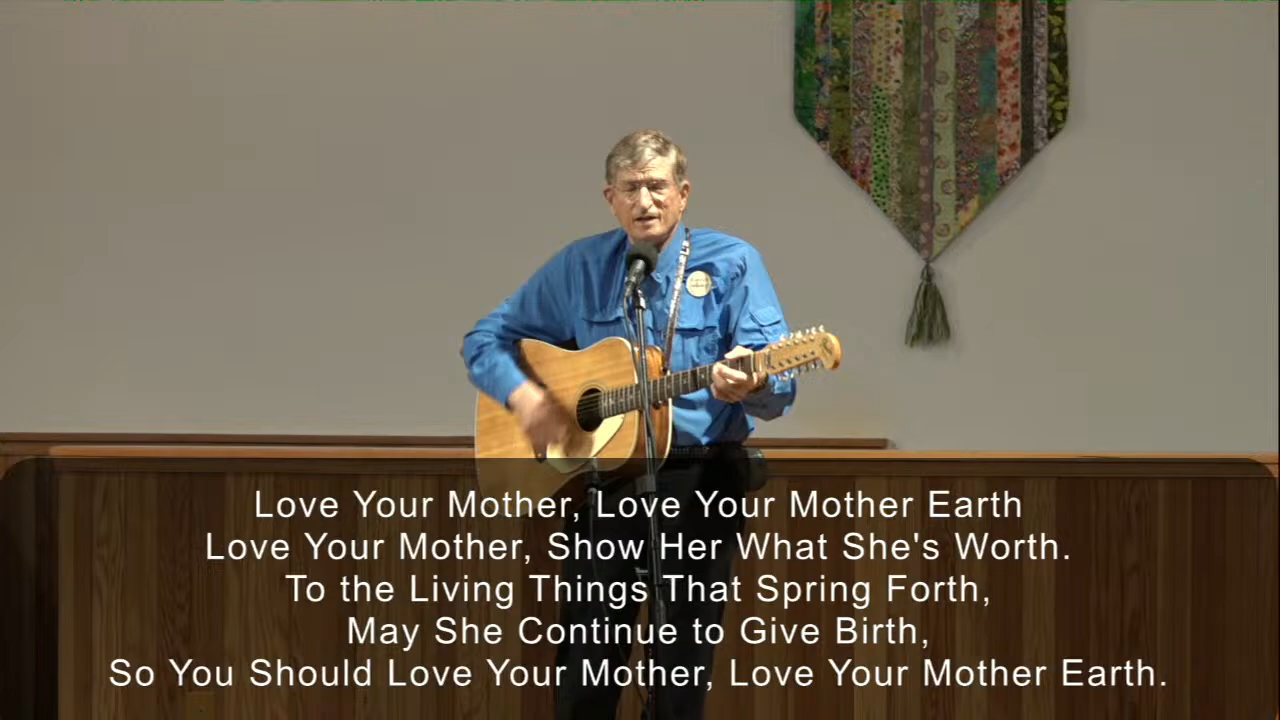 Love Your Mother, Love Your Mother Earth
Love Your Mother, Show Her What She's Worth.
To the Living Things That Spring Forth,
May She Continue to Give Birth,
So You Should Love Your Mother, Love Your Mother Earth.